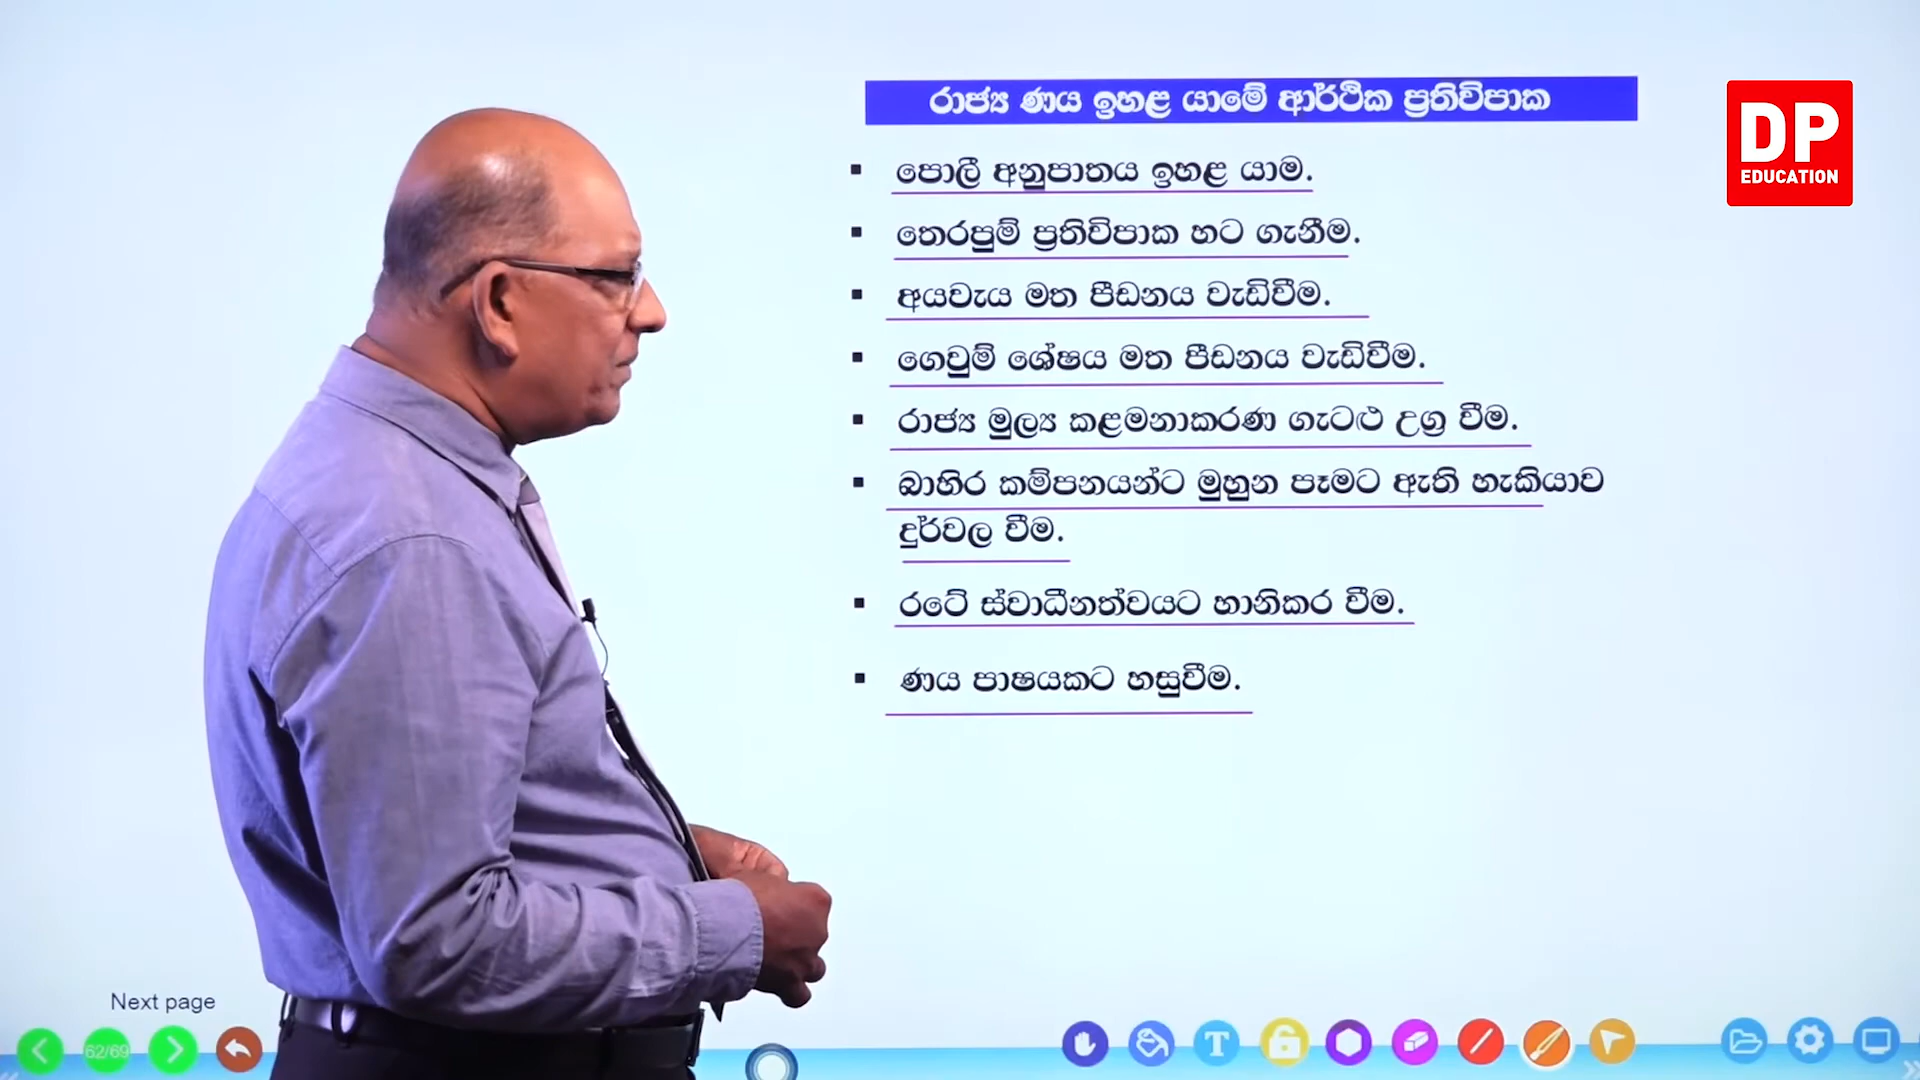 රාජ්‍ය ණය ඉහළ යාමේ ආර්ථික ප්‍රතිවිපාක
DP
EDUCATION
▪ පොලී අනුපාතය ඉහළ යාම.
▪ තෙරපුම් ප්‍රතිවිපාක හට ගැනීම.
▪ අයවැය මත පීඩනය වැඩිවීම.
▪ ගෙවුම් ශේෂය මත පීඩනය වැඩිවීම.
▪ රාජ්‍ය මුල්‍ය කළමනාකරණ ගැටළු උග්‍ර වීම.
▪ බාහිර කම්පනයන්ට මුහුන පෑමට ඇති හැකියාව
දුර්වල වීම.
▪ රටේ ස්වාධීනත්වයට හානිකර වීම.
▪ ණය පාෂයකට හසුවීම.
Next page
62/69
T